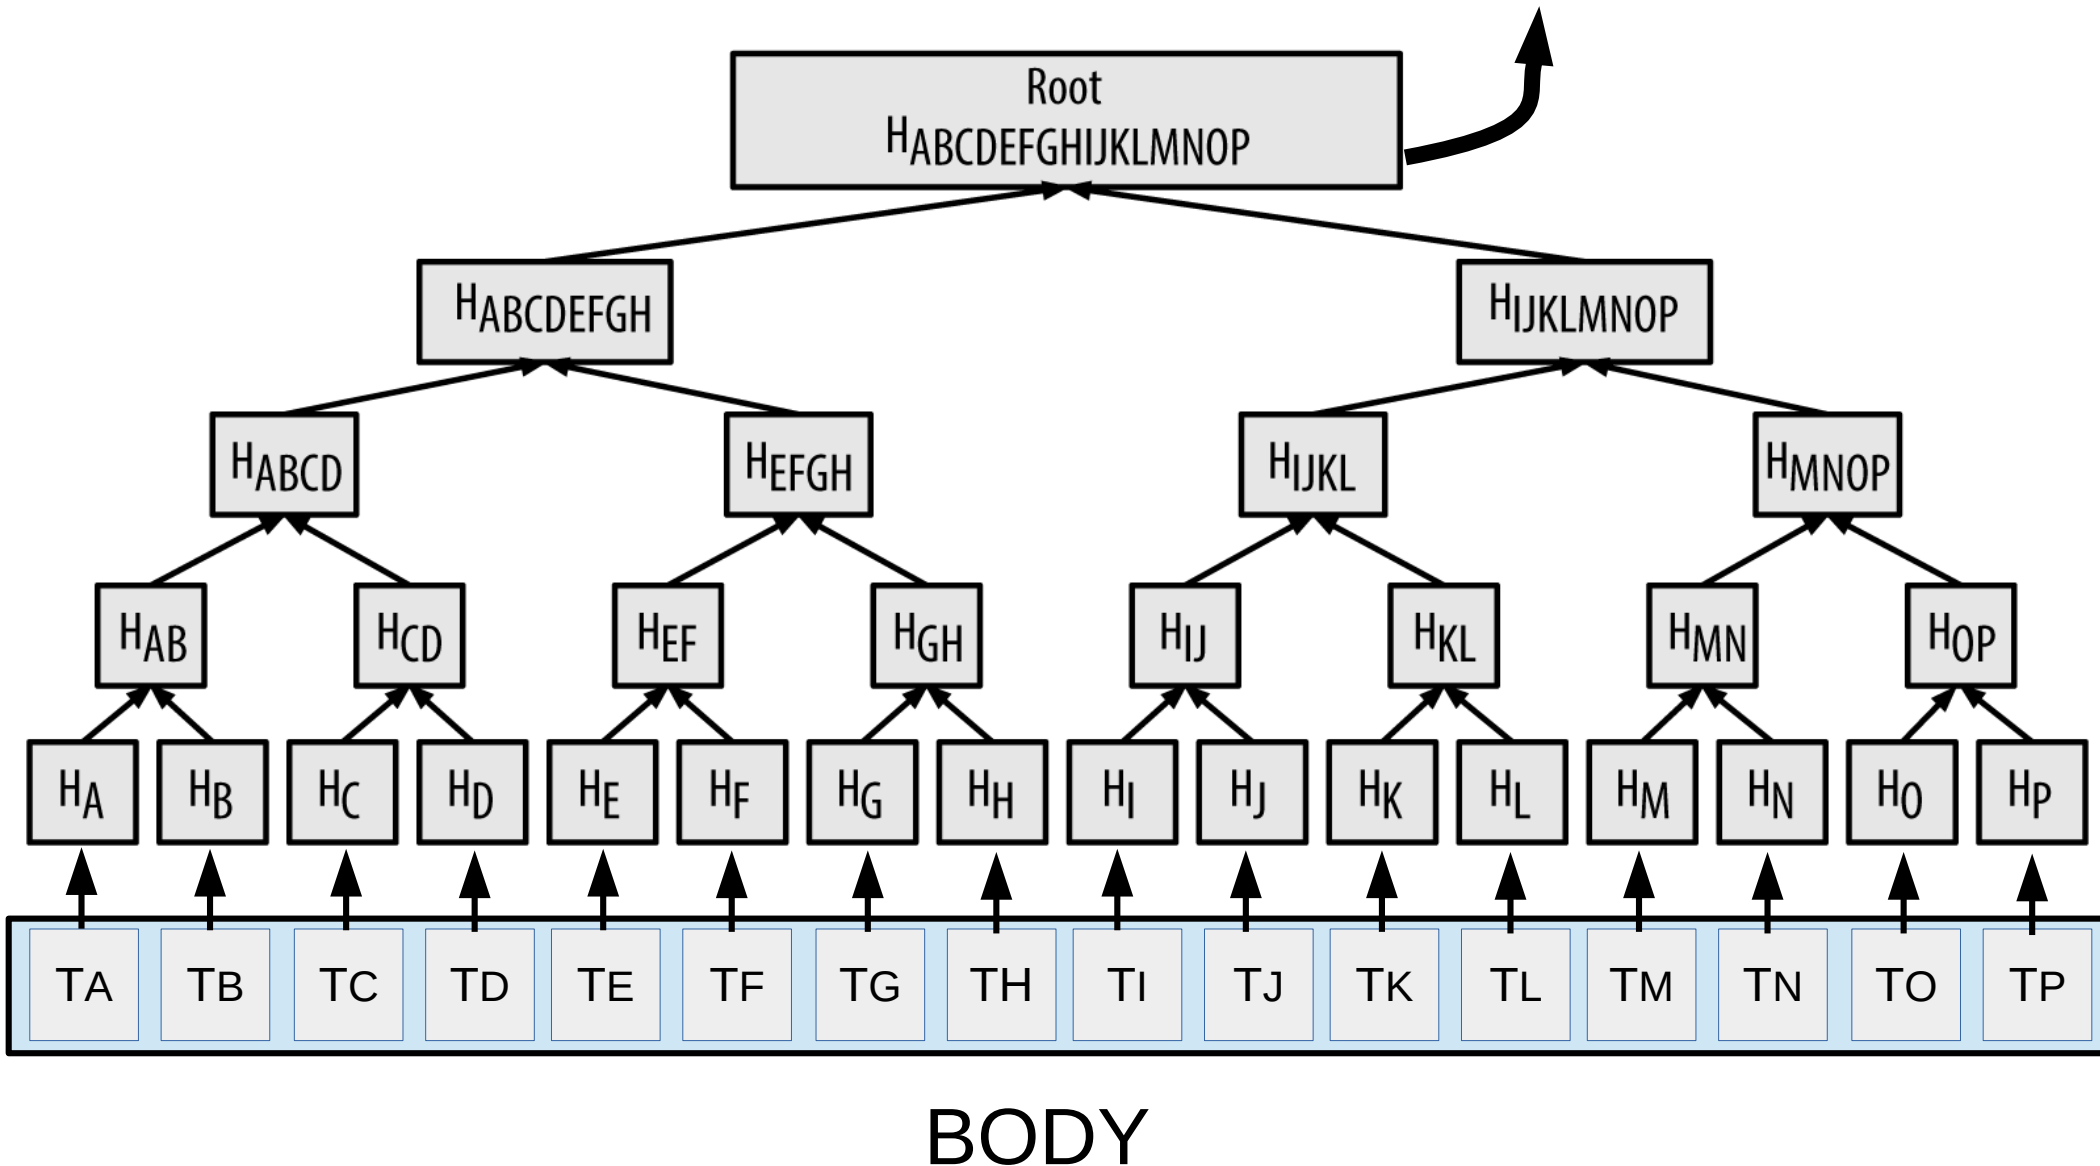 Root
HABCDEFGHIJKLMNOP
HABCDEFGH HIJKLMNOP
HABCD HEFGH HIJKL HMNOP
HAB HCD HEF HGH HIJ HKL HMN HOP
HA HB HC HD HE HF HG HH HI HJ HK HL HM HN HO HP
TA TB TC TD TE TF TG TH TI TJ TK TL TM TN TO TP
BODY